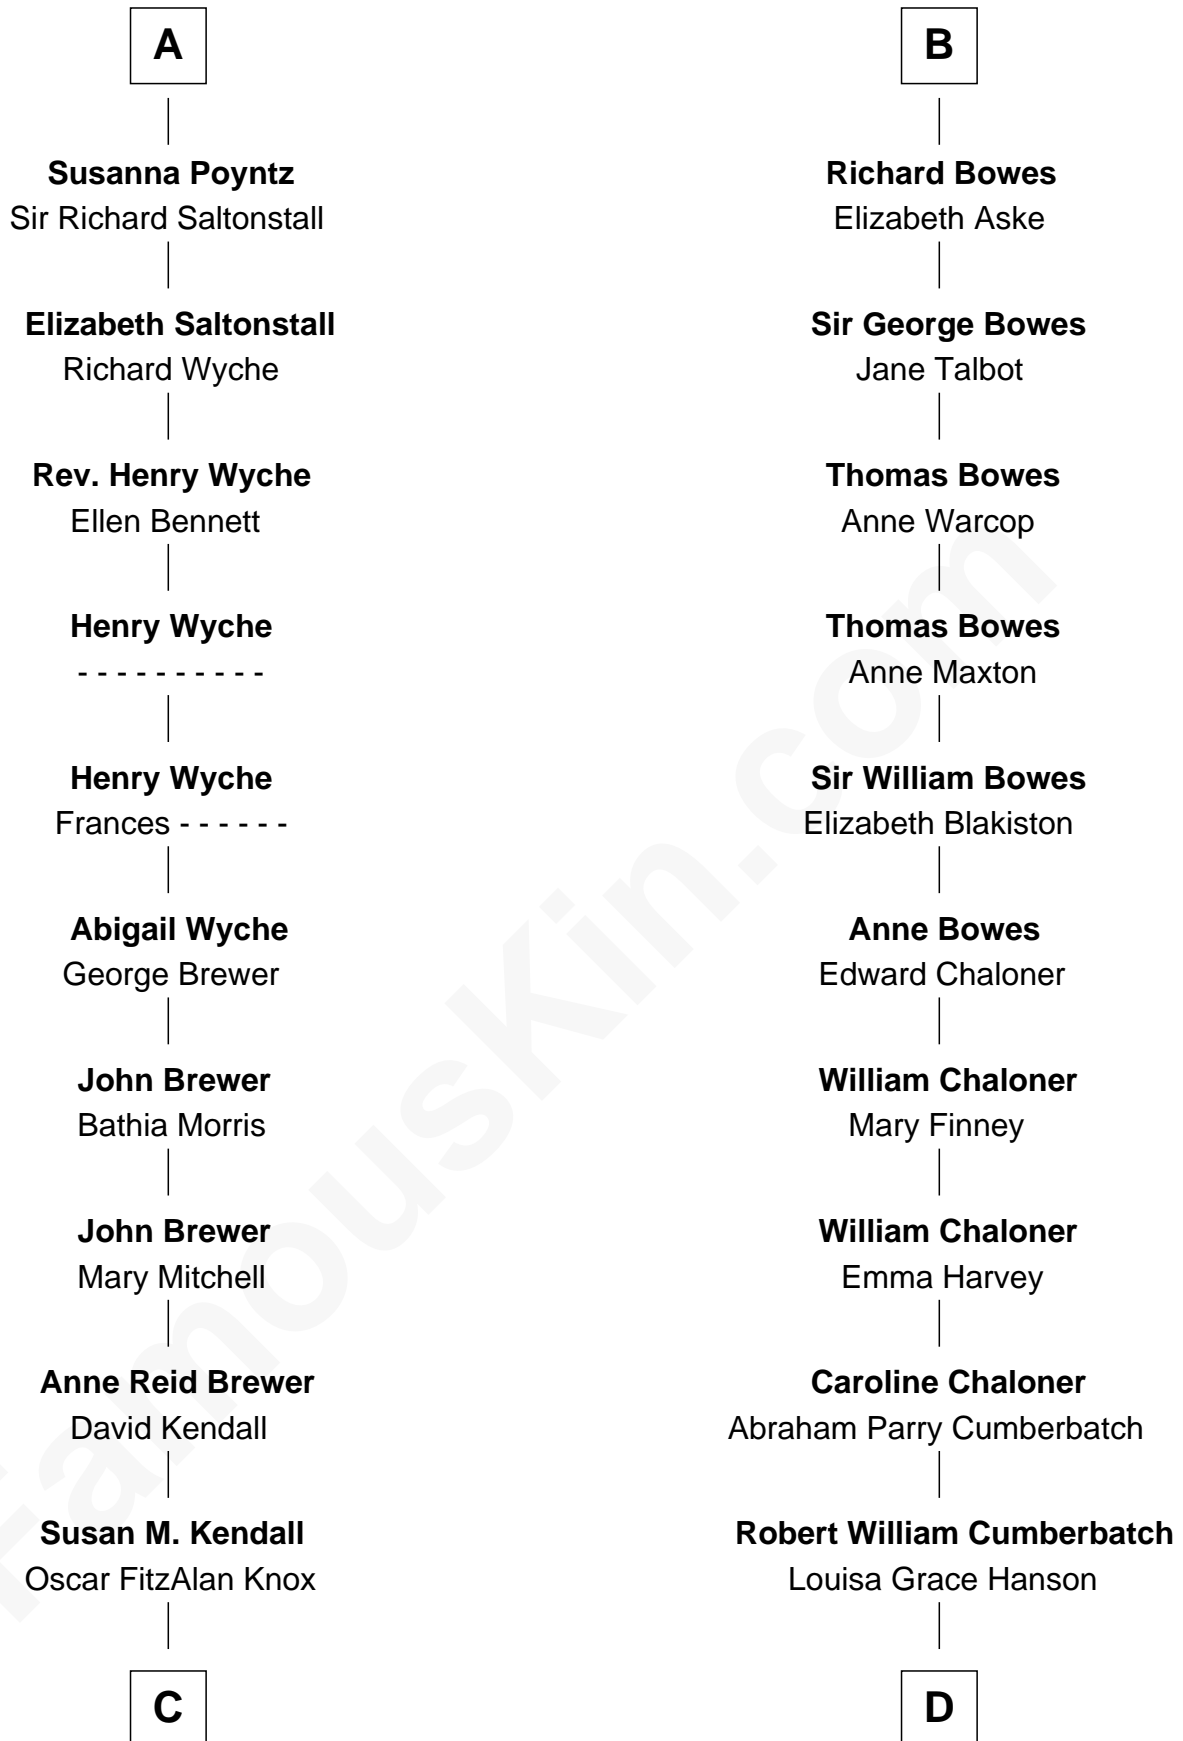 A
Susanna Poyntz
Sir Richard Saltonstall
Elizabeth Saltonstall
Richard Wyche
Rev. Henry Wyche
Ellen Bennett
Henry Wyche
- - - - - - - - - -
Henry Wyche
Frances - - - - - -
Abigail Wyche
George Brewer
John Brewer
Bathia Morris
John Brewer
Mary Mitchell
Anne Reid Brewer
David Kendall
Susan M. Kendall
Oscar FitzAlan Knox
C
B
Richard Bowes
Elizabeth Aske
Sir George Bowes
Jane Talbot
Thomas Bowes
Anne Warcop
Thomas Bowes
Anne Maxton
Sir William Bowes
Elizabeth Blakiston
Anne Bowes
Edward Chaloner
William Chaloner
Mary Finney
William Chaloner
Emma Harvey
Caroline Chaloner
Abraham Parry Cumberbatch
Robert William Cumberbatch
Louisa Grace Hanson
D
FamousKin.com